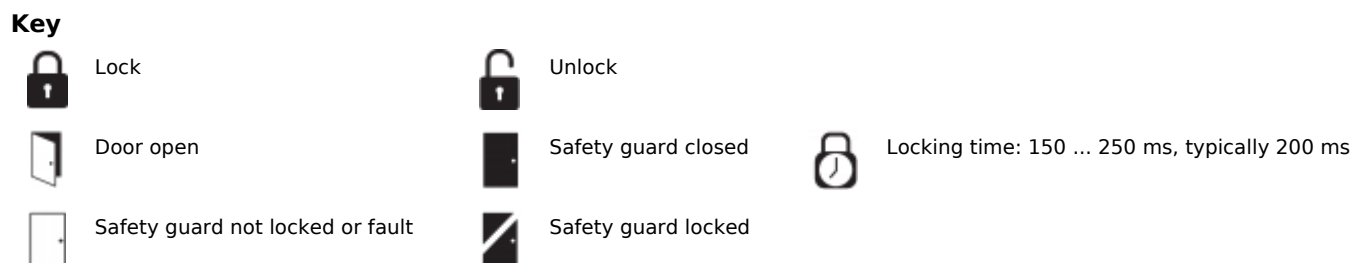 Key
Lock
Unlock
Door open
Safety guard closed
Locking time: 150 ... 250 ms, typically 200 ms
Safety guard not locked or fault
Safety guard locked